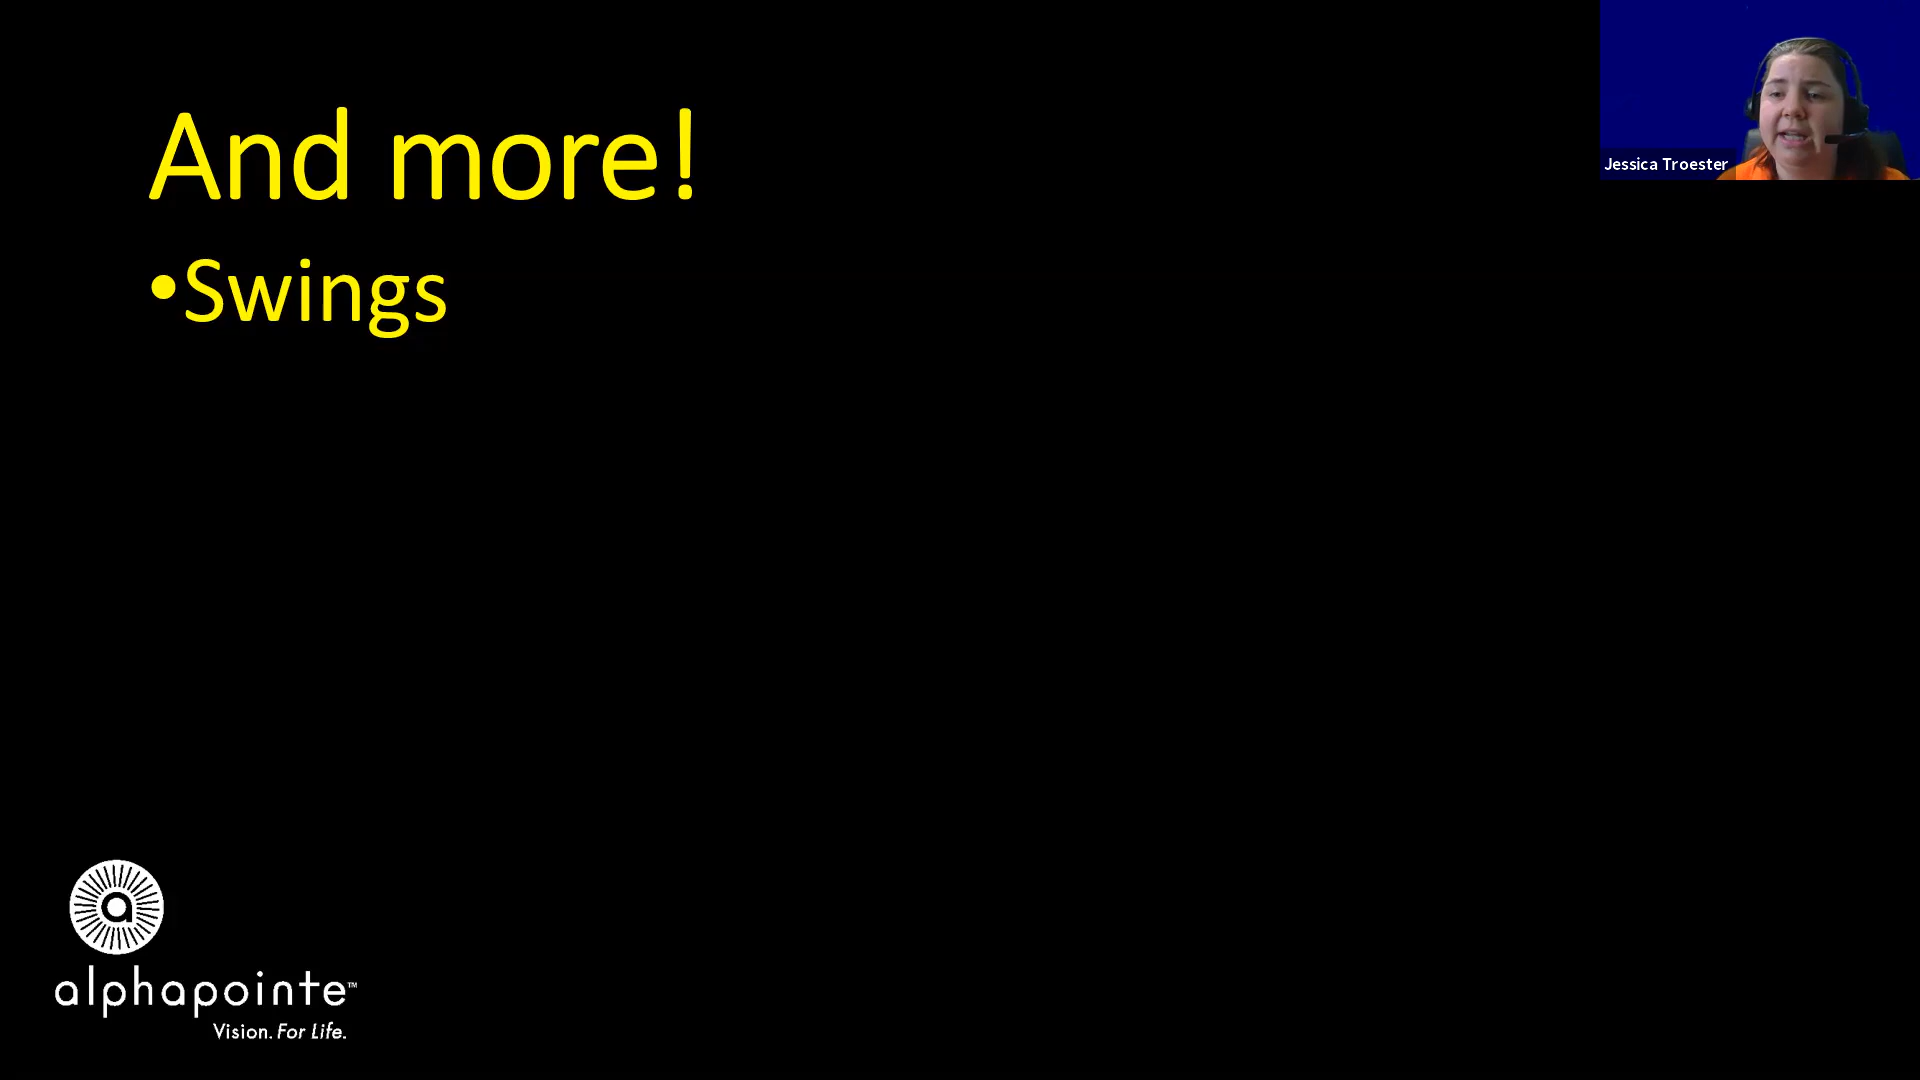 And more!
Jessica Troester
•Swings
a
alphapointe™
Vision. For Life.